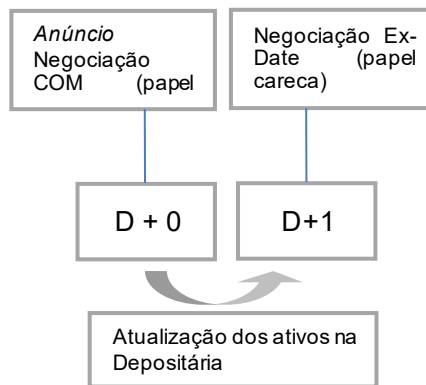 Anúncio
Negociação
COM (papel
Negociação Ex-
Date (papel
careca)
D + 0
D+1
Atualização dos ativos na
Depositária